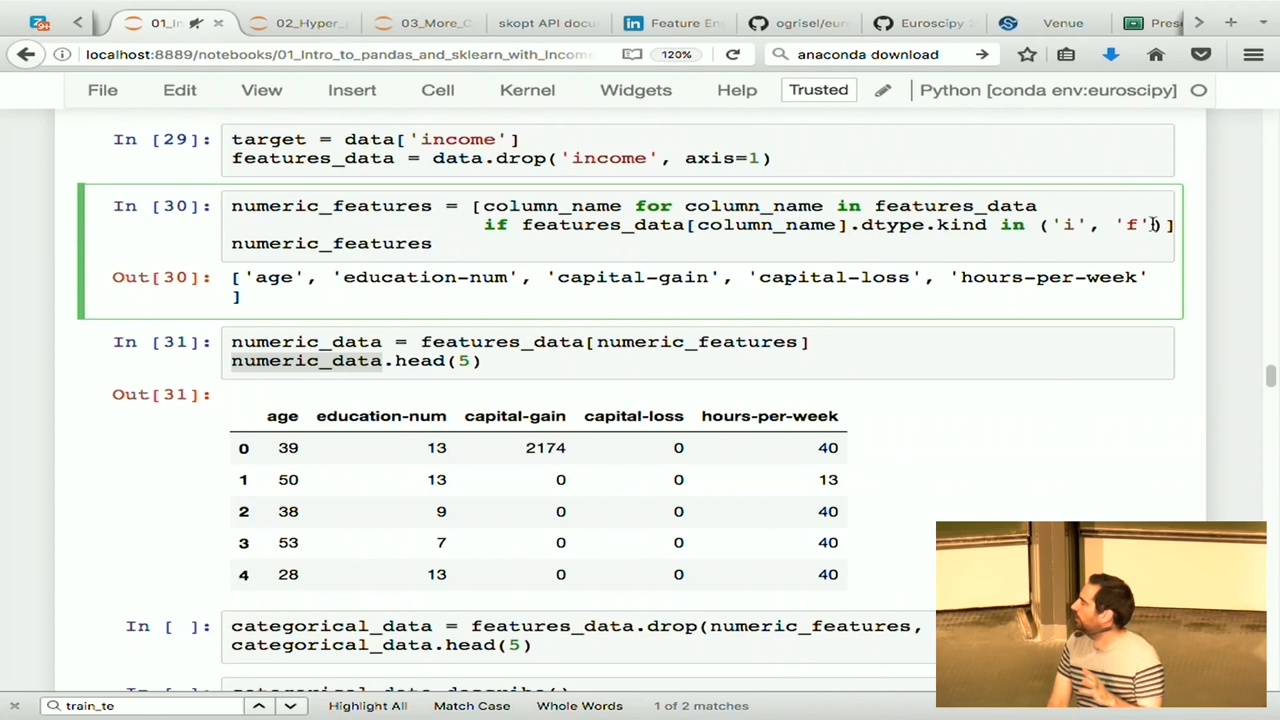 01_In
02_Hyper_
03_More_
skopt API docu
Feature En
ogrisel/eur
Euroscipy
Venue
Pres
localhost:8889/notebooks/01_Intro_to_pandas_and_sklearn_with_Income
120%
anaconda download
File Edit View Insert Cell Kernel Widgets Help Trusted Python [conda env:euroscipy]
In [29]: target = data['income']
features_data = data.drop('income', axis=1)
In [30]: numeric_features = [column_name for column_name in features_data
if features_data[column_name].dtype.kind in ('i', 'f')]
numeric_features
Out[30]: ['age', 'education-num', 'capital-gain', 'capital-loss', 'hours-per-week'
]
In [31]: numeric_data = features_data[numeric_features]
numeric_data.head(5)
Out[31]:
age education-num capital-gain capital-loss hours-per-week
0 39 13 2174 0 40
1 50 13 0 0 13
2 38 9 0 0 40
3 53 7 0 0 40
4 28 13 0 0 40
In [ ]: categorical_data = features_data.drop(numeric_features,
categorical_data.head(5)
categorical_data.describe()
train_te Highlight All Match Case Whole Words 1 of 2 matches